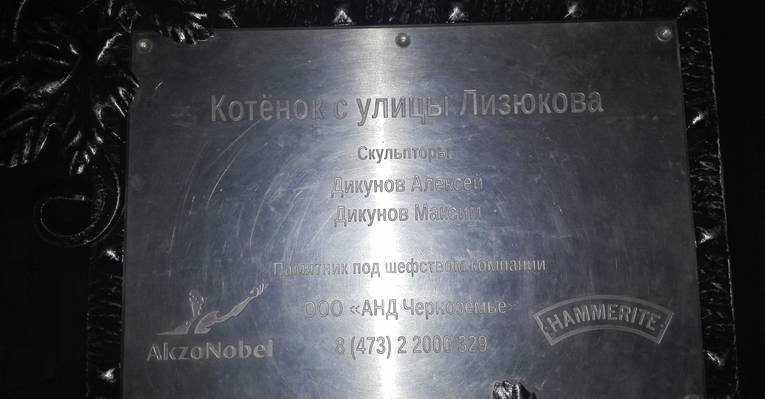 Котёнок с улицы Лизюкова
Скульпторы
Дикунов Алексей
Дикунов Максим
Памятник под шефством компании
ООО «АНД Черноземье»
8 (473) 2 2000 329
AkzoNobel
HAMMERITE